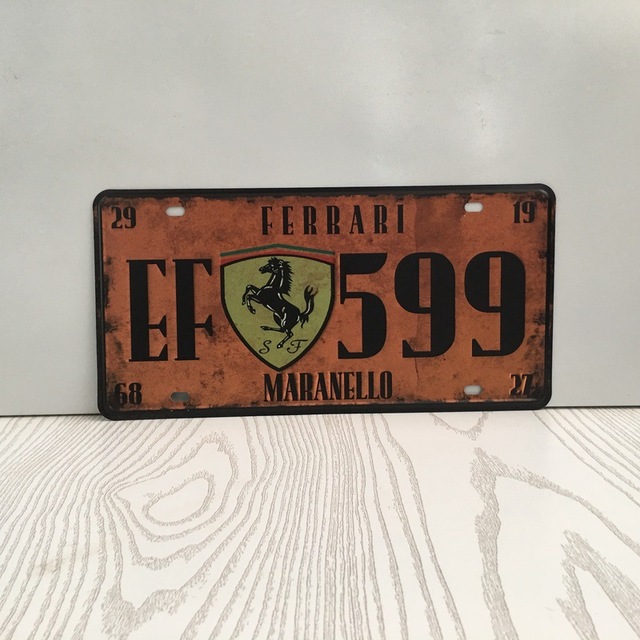 29 FERRARİ 19
EF S F 599
68 MARANELLO 27